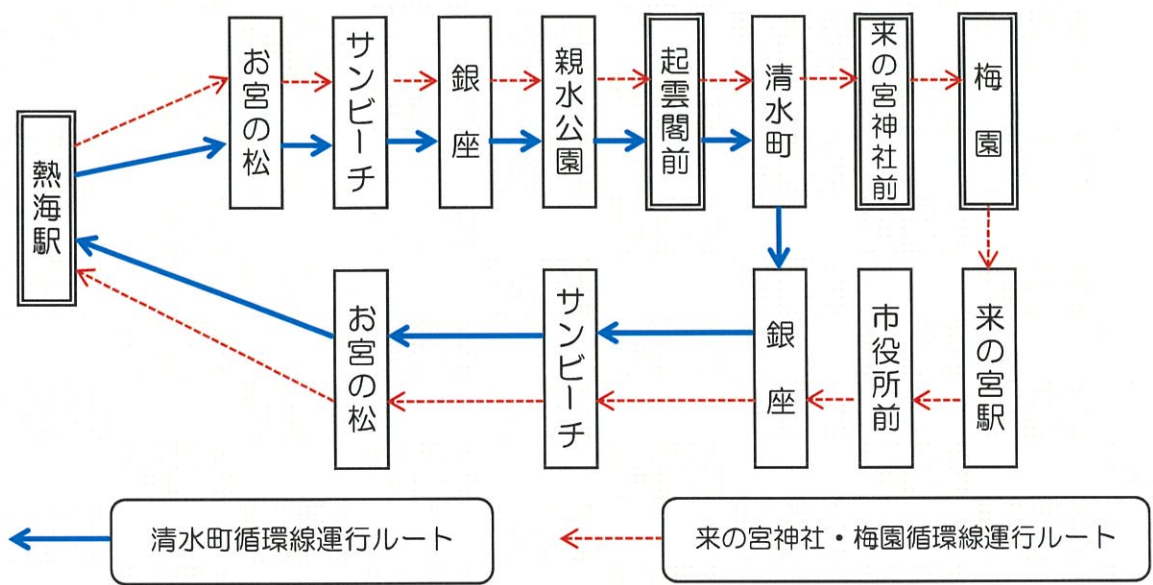 熱海駅
お宮の松
サンビーチ
銀座
親水公園
起雲閣前
清水町
来の宮神社前
梅園
お宮の松
サンビーチ
銀座
市役所前
来の宮駅
清水町循環線運行ルート
来の宮神社・梅園循環線運行ルート